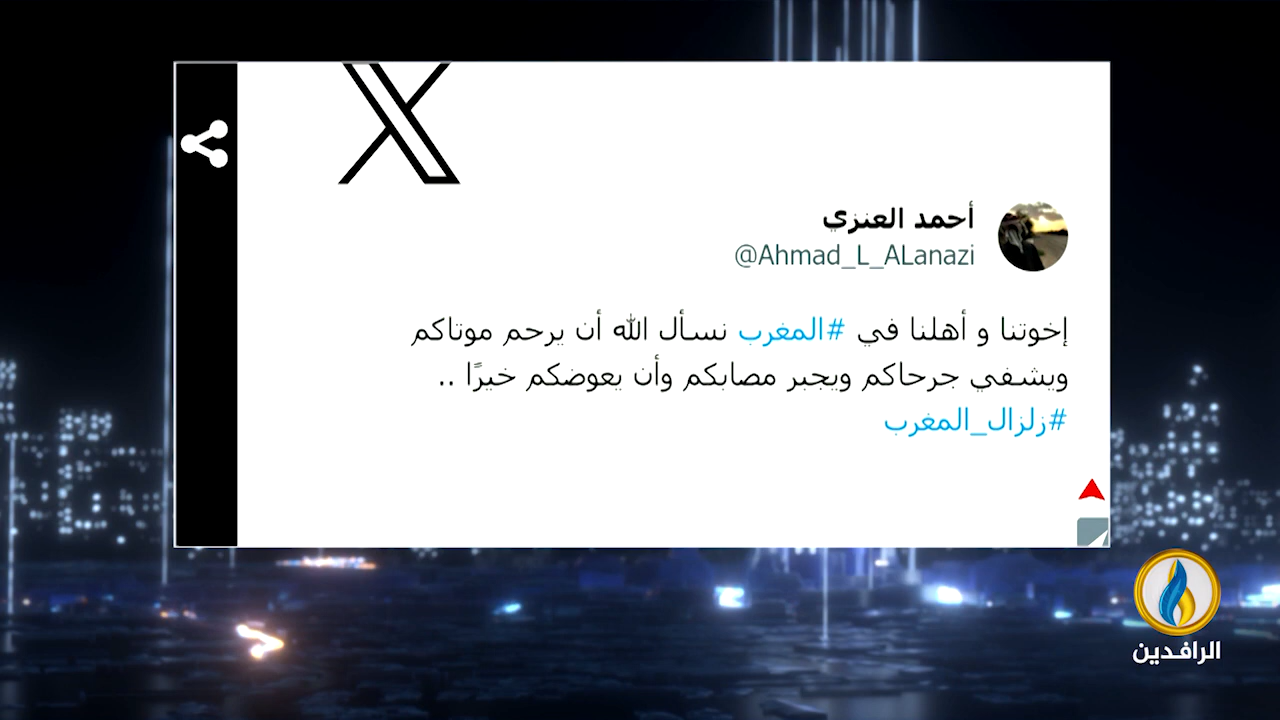 أحمد العنزي
@Ahmad_L_ALanazi
إخوتنا و أهلنا في #المغرب نسأل الله أن يرحم موتاكم
ويشفي جرحاكم ويجبر مصابكم وأن يعوضكم خيرًا ..
#زلزال_المغرب
الرافدين